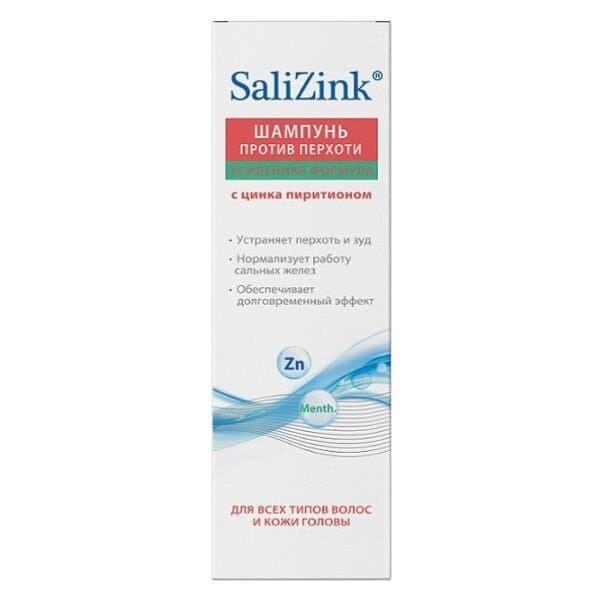 SaliZink®
ШАМПУНЬ
ПРОТИВ ПЕРХОТИ
УСИЛЕННАЯ ФОРМУЛА
с цинка пиритионом
• Устраняет перхоть и зуд
• Нормализует работу
сальных желез
• Обеспечивает
долговременный эффект
Zn
Menth.
ДЛЯ ВСЕХ ТИПОВ ВОЛОС
И КОЖИ ГОЛОВЫ